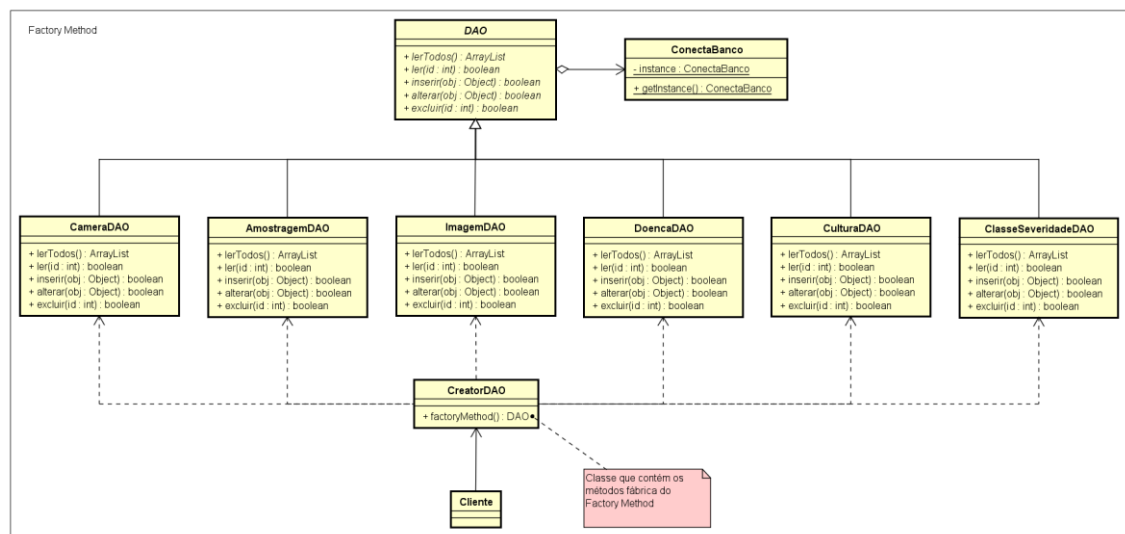 Factory Method
DAO
+ lerTodos() : ArrayList
+ ler(id : int) : boolean
+ inserir(obj : Object) : boolean
+ alterar(obj : Object) : boolean
+ excluir(id : int) : boolean
ConectaBanco
- instance : ConectaBanco
+ getInstance() : ConectaBanco
CameraDAO
+ lerTodos() : ArrayList
+ ler(id : int) : boolean
+ inserir(obj : Object) : boolean
+ alterar(obj : Object) : boolean
+ excluir(id : int) : boolean
AmostragemDAO
+ lerTodos() : ArrayList
+ ler(id : int) : boolean
+ inserir(obj : Object) : boolean
+ alterar(obj : Object) : boolean
+ excluir(id : int) : boolean
ImagemDAO
+ lerTodos() : ArrayList
+ ler(id : int) : boolean
+ inserir(obj : Object) : boolean
+ alterar(obj : Object) : boolean
+ excluir(id : int) : boolean
DoencaDAO
+ lerTodos() : ArrayList
+ ler(id : int) : boolean
+ inserir(obj : Object) : boolean
+ alterar(obj : Object) : boolean
+ excluir(id : int) : boolean
CulturaDAO
+ lerTodos() : ArrayList
+ ler(id : int) : boolean
+ inserir(obj : Object) : boolean
+ alterar(obj : Object) : boolean
+ excluir(id : int) : boolean
ClasseSeveridadeDAO
+ lerTodos() : ArrayList
+ ler(id : int) : boolean
+ inserir(obj : Object) : boolean
+ alterar(obj : Object) : boolean
+ excluir(id : int) : boolean
CreatorDAO
+ factoryMethod() : DAO
Classe que contém os
métodos fábrica do
Factory Method
Cliente